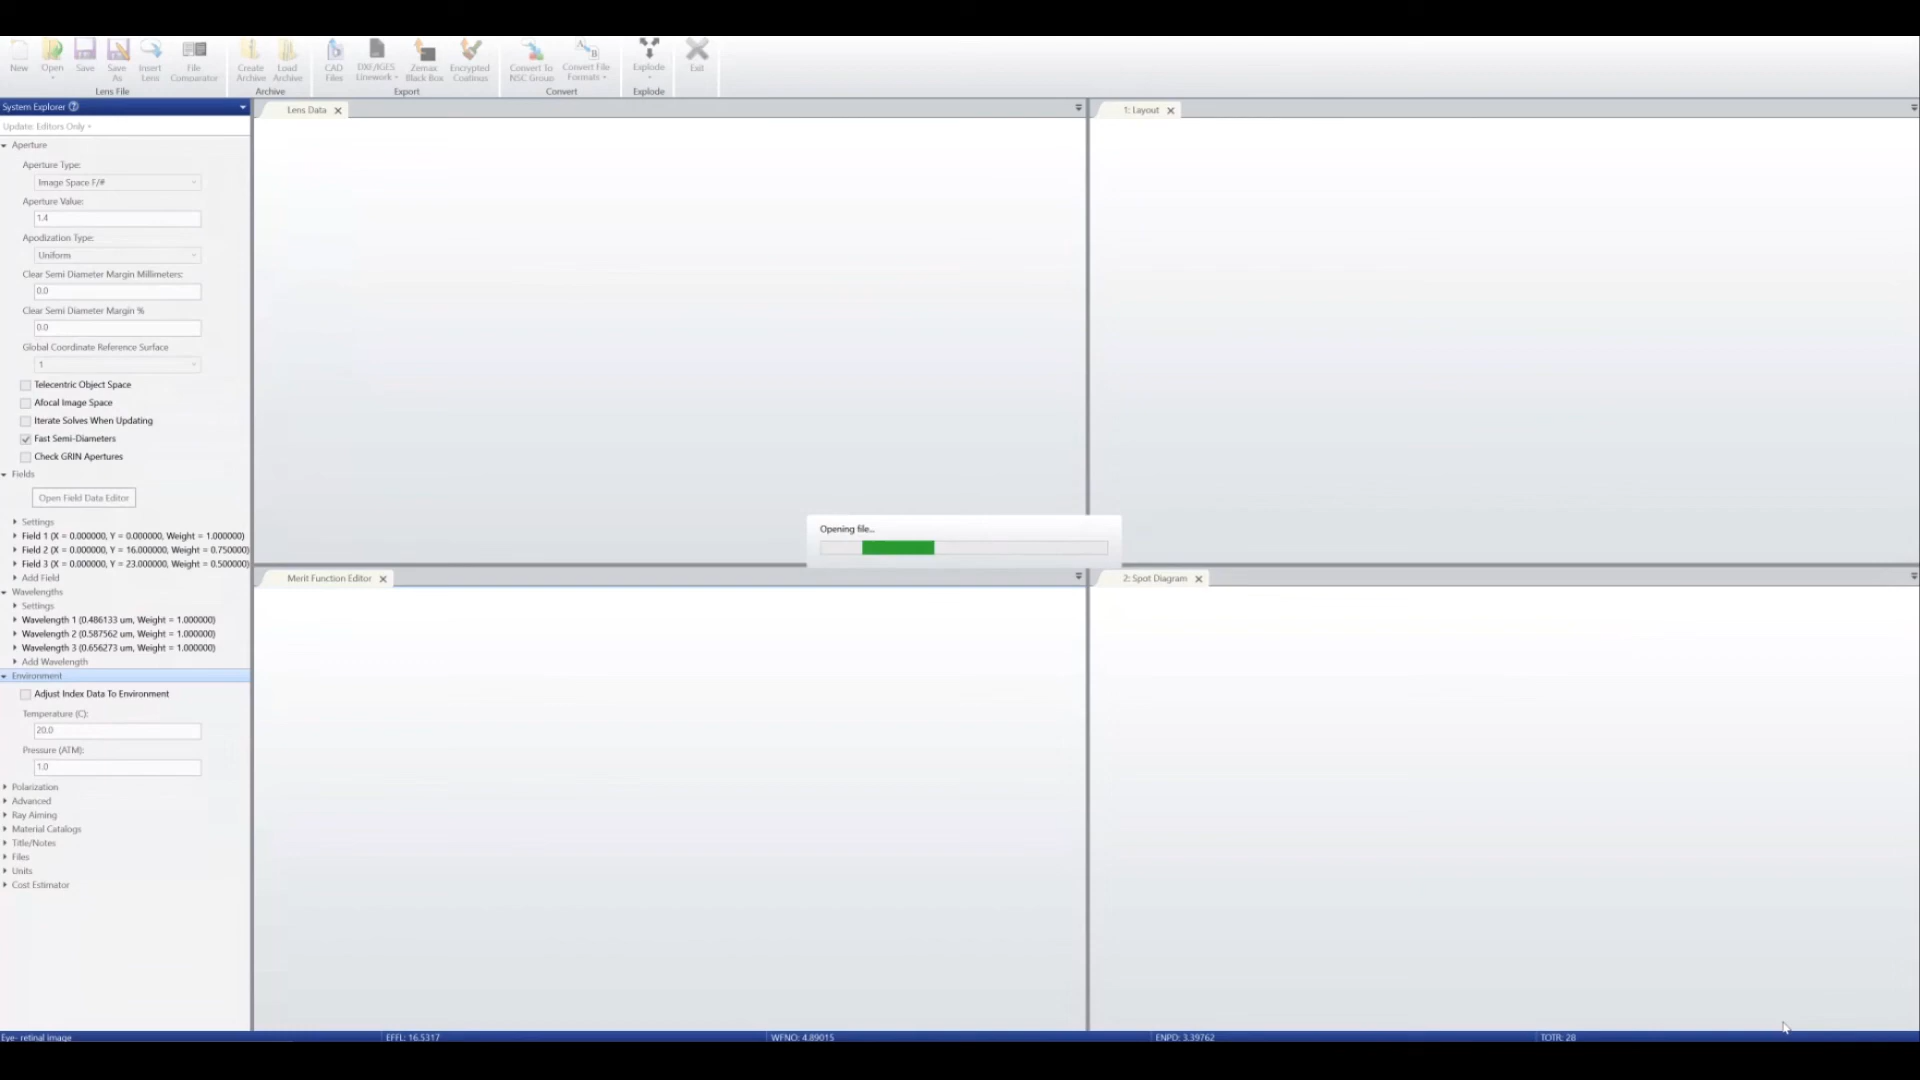 New
Open
Save
Save As
Insert Lens
File Comparator
Create Archive
Load Archive
CAD Files
DXF/IGES Linework
Zemax Black Box
Encrypted Coatings
Convert To NSC Group
Convert File Formats
Explode
Exit
Lens File
Archive
Export
Convert
Explode
System Explorer
Lens Data
1: Layout
Update: Editors Only
Aperture
Aperture Type:
Image Space F/#
Aperture Value:
1.4
Apodization Type:
Uniform
Clear Semi Diameter Margin Millimeters:
0.0
Clear Semi Diameter Margin %
0.0
Global Coordinate Reference Surface
1
Telecentric Object Space
Afocal Image Space
Iterate Solves When Updating
Fast Semi-Diameters
Check GRIN Apertures
Fields
Open Field Data Editor
Settings
Field 1 (X = 0.000000, Y = 0.000000, Weight = 1.000000)
Field 2 (X = 0.000000, Y = 16.000000, Weight = 0.750000)
Field 3 (X = 0.000000, Y = 23.000000, Weight = 0.500000)
Add Field
Wavelengths
Settings
Wavelength 1 (0.486133 um, Weight = 1.000000)
Wavelength 2 (0.587562 um, Weight = 1.000000)
Wavelength 3 (0.656273 um, Weight = 1.000000)
Add Wavelength
Environment
Adjust Index Data To Environment
Temperature (C):
20.0
Pressure (ATM):
1.0
Polarization
Advanced
Ray Aiming
Material Catalogs
Title/Notes
Files
Units
Cost Estimator
Opening file...
Merit Function Editor
2: Spot Diagram
Eye- retinal image
EFFL: 16.5317
WFNO: 4.89015
ENPD: 3.39762
TOTR: 28